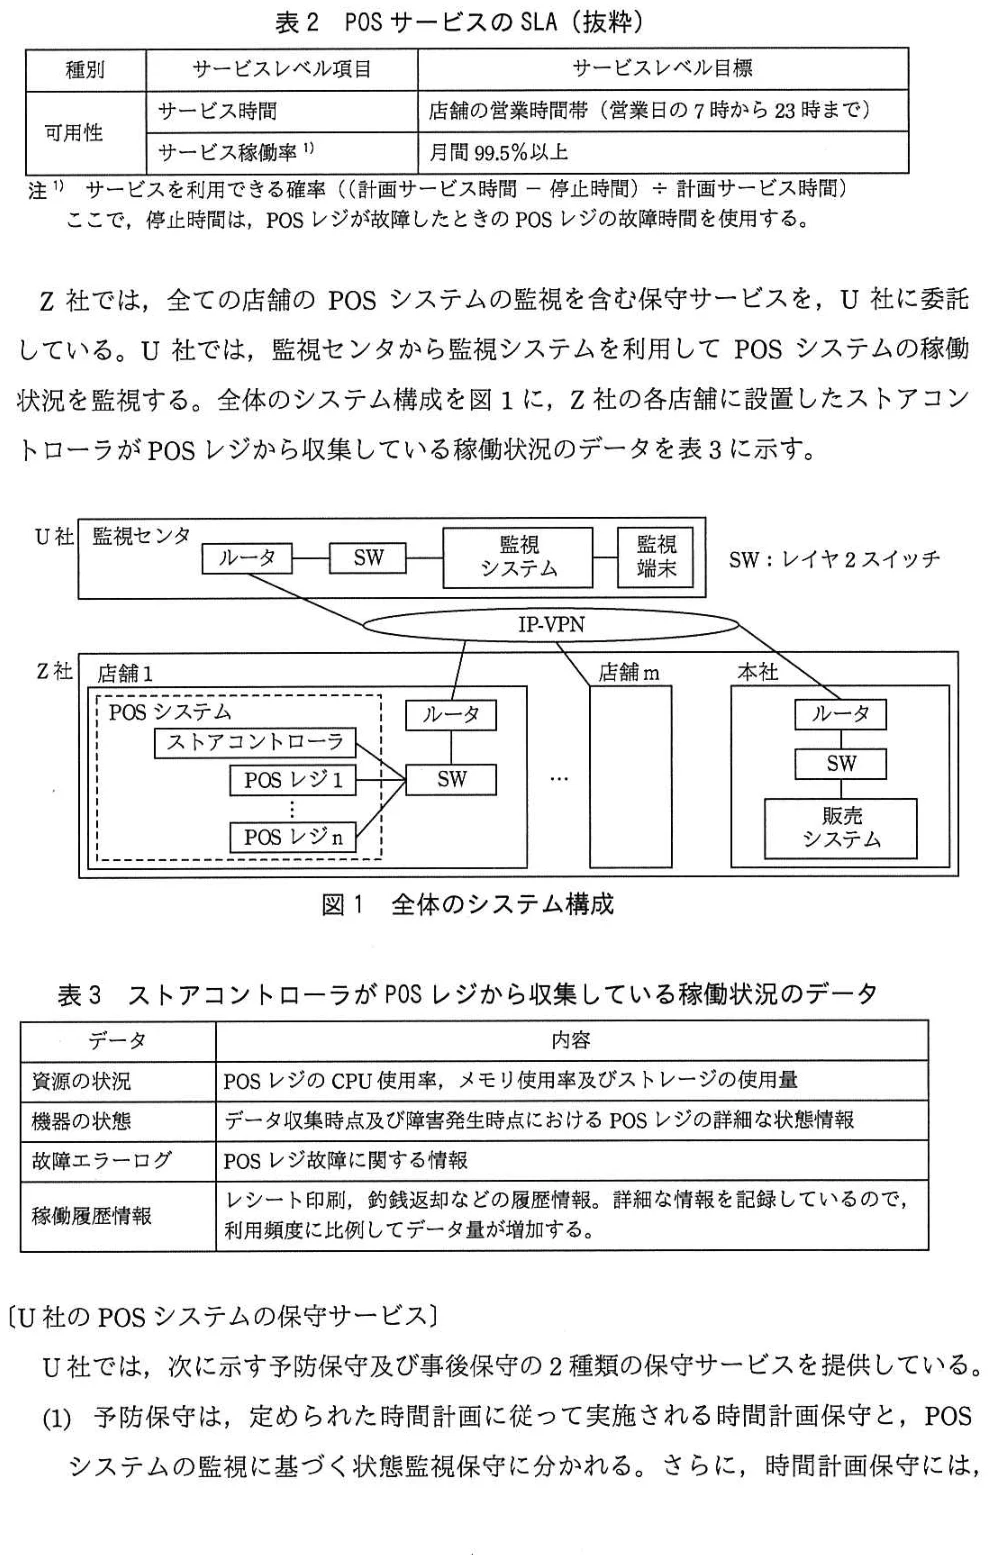 表2　POSサービスのSLA（抜粋）
種別　サービスレベル項目　サービスレベル目標
可用性　サービス時間　店舗の営業時間帯（営業日の7時から23時まで）
サービス稼働率1)　月間99.5%以上
注1)　サービスを利用できる確率（（計画サービス時間 － 停止時間）÷ 計画サービス時間）
ここで，停止時間は，POSレジが故障したときのPOSレジの故障時間を使用する。
Z 社では，全ての店舗の POS システムの監視を含む保守サービスを，U 社に委託
している。U 社では，監視センタから監視システムを利用して POS システムの稼働
状況を監視する。全体のシステム構成を図1に，Z 社の各店舗に設置したストアコン
トローラがPOSレジから収集している稼働状況のデータを表3に示す。
U社　監視センタ
ルータ　SW　監視システム　監視端末
SW：レイヤ2スイッチ
IP-VPN
Z社　店舗1　店舗m　本社
POSシステム　ルータ　ルータ
ストアコントローラ
POSレジ1　SW　…　SW
⋮
POSレジn　販売システム
図1　全体のシステム構成
表3　ストアコントローラがPOSレジから収集している稼働状況のデータ
データ　内容
資源の状況　POSレジのCPU使用率，メモリ使用率及びストレージの使用量
機器の状態　データ収集時点及び障害発生時点におけるPOSレジの詳細な状態情報
故障エラーログ　POSレジ故障に関する情報
稼働履歴情報　レシート印刷，釣銭返却などの履歴情報。詳細な情報を記録しているので，
利用頻度に比例してデータ量が増加する。
〔U社のPOSシステムの保守サービス〕
U社では，次に示す予防保守及び事後保守の2種類の保守サービスを提供している。
(1)　予防保守は，定められた時間計画に従って実施される時間計画保守と，POS
システムの監視に基づく状態監視保守に分かれる。さらに，時間計画保守には，